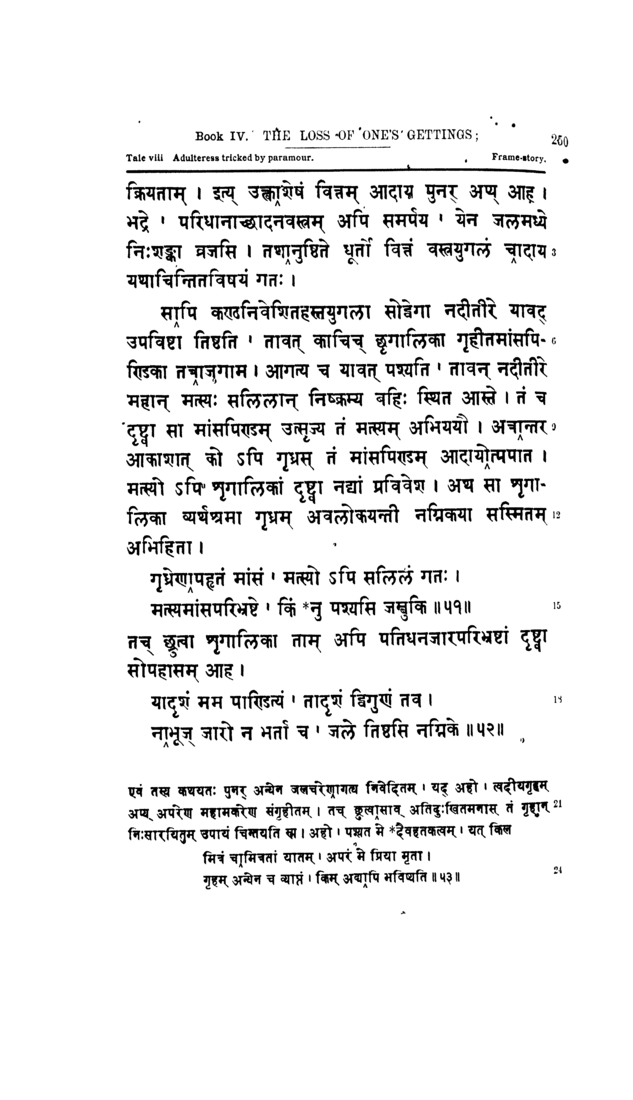 Book IV. THE LOSS OF ONE'S GETTINGS; 260
Tale viii Adulteress tricked by paramour. Frame-story.
क्रियताम् । इत्य् उक्त्वाशेषं वित्तम् आदाय पुनर् अप्य् आह ।
भद्रे ' परिधानाच्छादनवस्त्रम् अपि समर्पय ' येन जलमध्ये
निःशङ्का व्रजसि । तथानुष्ठिते धूर्तो वित्तं वस्त्रयुगलं चादाय 3
यथाचिन्तितविषयं गतः ।
सापि कण्ठनिवेशितहस्तयुगला सोद्वेगा नदीतीरे यावद्
उपविष्टा तिष्ठति ' तावत् काचिच् छृगालिका गृहीतमांसपि- 6
ण्डिका तत्राजगाम । आगत्य च यावत् पश्यति ' तावन् नदीतीरे
महान् मत्स्यः सलिलान् निष्क्रम्य बहिः स्थित आस्ते । तं च
दृष्ट्वा सा मांसपिण्डम् उत्सृज्य तं मत्स्यम् अभिययौ । अत्रान्तर 9
आकाशात् को ऽपि गृध्रस् तं मांसपिण्डम् आदायोत्पपात ।
मत्स्यो ऽपि शृगालिकां दृष्ट्वा नद्यां प्रविवेश । अथ सा शृगा-
लिका व्यर्थश्रमा गृध्रम् अवलोकयन्ती नग्निकया सस्मितम् 12
अभिहिता ।
गृध्रेणापहृतं मांसं ' मत्स्यो ऽपि सलिलं गतः ।
मत्स्यमांसपरिभ्रष्टे ' किं *नु पश्यसि जम्बुकि ॥ ५१॥ 15
तच् छ्रुत्वा शृगालिका ताम् अपि पतिधनजारपरिभ्रष्टां दृष्ट्वा
सोपहासम् आह ।
यादृशं मम पाण्डित्यं ' तादृशं द्विगुणं तव । 18
नाभूज् जारो न भर्ता च ' जले तिष्ठसि नग्निके ॥५२॥
एवं तस्य कथयतः पुनर् अन्येन जलचरेणागत्य निवेदितम् । यद् अहो । त्वदीयगृहम्
अप्य् अपरेण महामकरेण संगृहीतम् । तच् छ्रुत्वासाव् अतिदुःखितमनास् तं गृहान् 21
निःसारयितुम् उपायं चिन्तयति स्म । अहो । पश्यत मे *दैवहतकत्वम् । यत् किल
मित्रं चामित्रतां यातम् । अपरं मे प्रिया मृता ।
गृहम् अन्येन च व्याप्तं । किम् अद्यापि भविष्यति ॥५३॥ 24